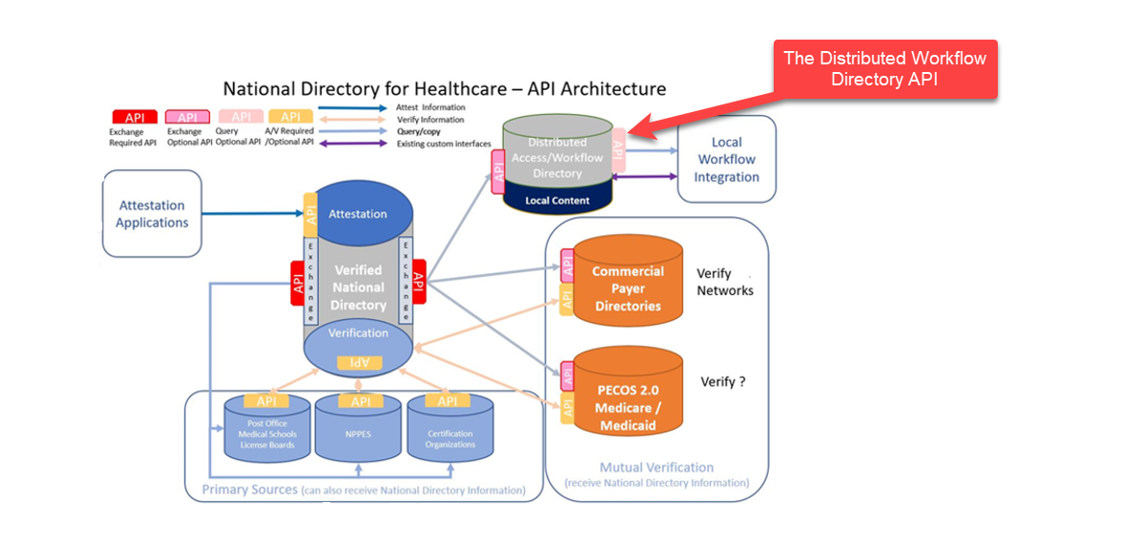 The Distributed Workflow
Directory API
National Directory for Healthcare – API Architecture
API
API
API
API
Exchange
Required API
Exchange
Optional API
Query
Optional API
A/V Required
/Optional API
Attest Information
Verify Information
Query/copy
Existing custom interfaces
Distributed
Access/Workflow
Directory
Local Content
API
API
Local
Workflow
Integration
Attestation
Applications
API
Attestation
Exchange
Exchange
API
API
Verified
National
Directory
Verification
API
API
Commercial
Payer
Directories
API
Verify
Networks
API
PECOS 2.0
Medicare /
Medicaid
API
Verify ?
Mutual Verification
(receive National Directory Information)
API
API
API
Post Office
Medical Schools
License Boards
NPPES
Certification
Organizations
Primary Sources (can also receive National Directory Information)